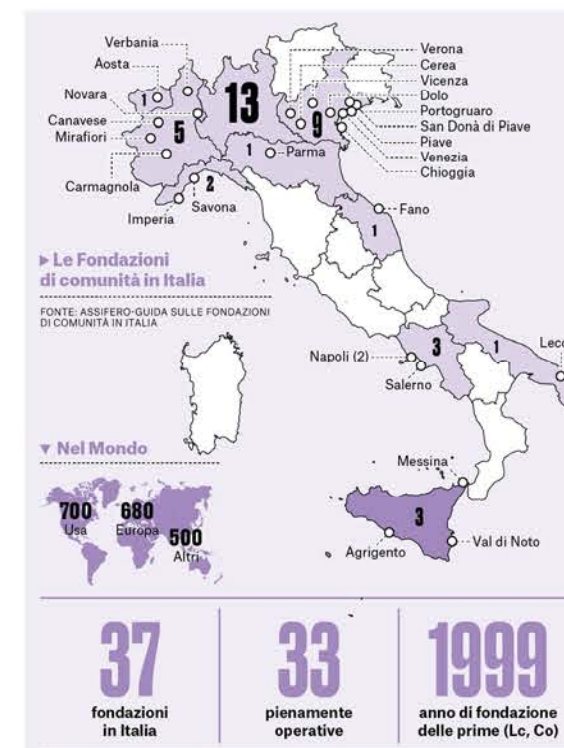 Verbania
Aosta
Novara
Canavese
Mirafiori
Carmagnola
Imperia
Savona
1
5
13
2
1
Parma
9
Verona
Cerea
Vicenza
Dolo
Portogruaro
San Donà di Piave
Piave
Venezia
Chioggia
Fano
1
▶ Le Fondazioni
di comunità in Italia
FONTE: ASSIFERO-GUIDA SULLE FONDAZIONI
DI COMUNITÀ IN ITALIA
Napoli (2)
Salerno
3
1
Lecc
▼ Nel Mondo
700
Usa
680
Europa
500
Altri
Messina
3
Agrigento
Val di Noto
37
fondazioni
in Italia
33
pienamente
operative
1999
anno di fondazione
delle prime (Lc, Co)